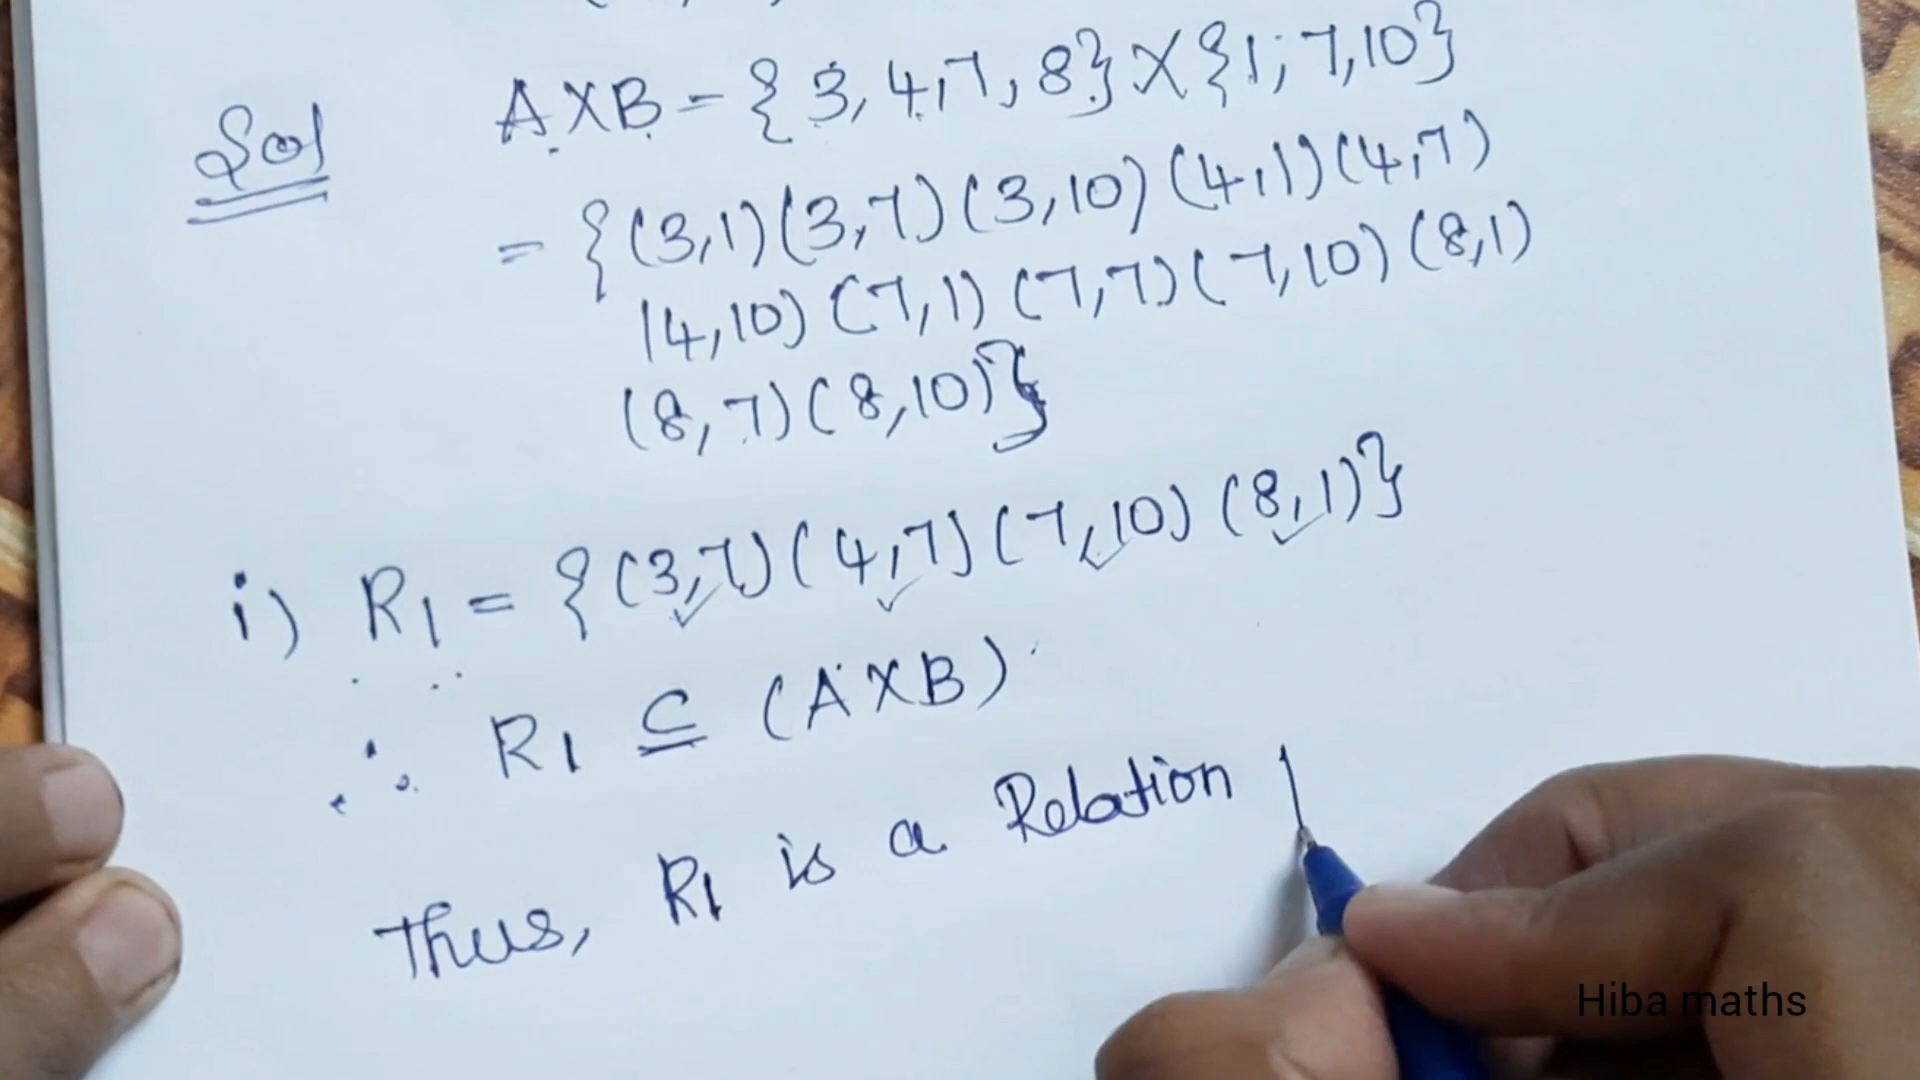 Sol A×B = {3,4,7,8}×{1,7,10}
= {(3,1)(3,7)(3,10)(4,1)(4,7)
(4,10)(7,1)(7,7)(7,10)(8,1)
(8,7)(8,10)}
i) R1 = {(3,7)(4,7)(7,10)(8,1)}
∴ R1 ⊆ (A×B)
Thus, R1 is a Relation
Hiba maths